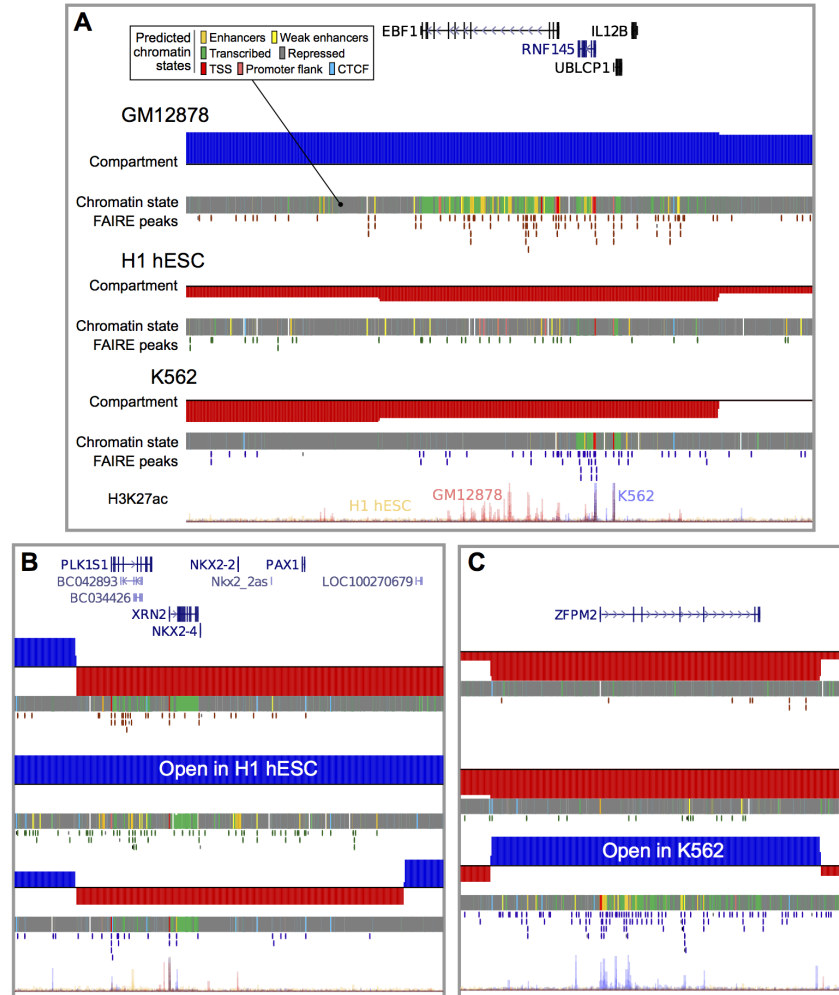 A
EBF1
IL12B
RNF145
UBLCP1
Predicted chromatin states
Enhancers Weak enhancers
Transcribed Repressed
TSS Promoter flank CTCF
GM12878
Compartment
Chromatin state
FAIRE peaks
H1 hESC
Compartment
Chromatin state
FAIRE peaks
K562
Compartment
Chromatin state
FAIRE peaks
H3K27ac
H1 hESC
GM12878
K562
B
PLK1S1 NKX2-2 PAX1
BC042893 Nkx2_2as LOC100270679
BC034426
XRN2
NKX2-4
Open in H1 hESC
C
ZFPM2
Open in K562